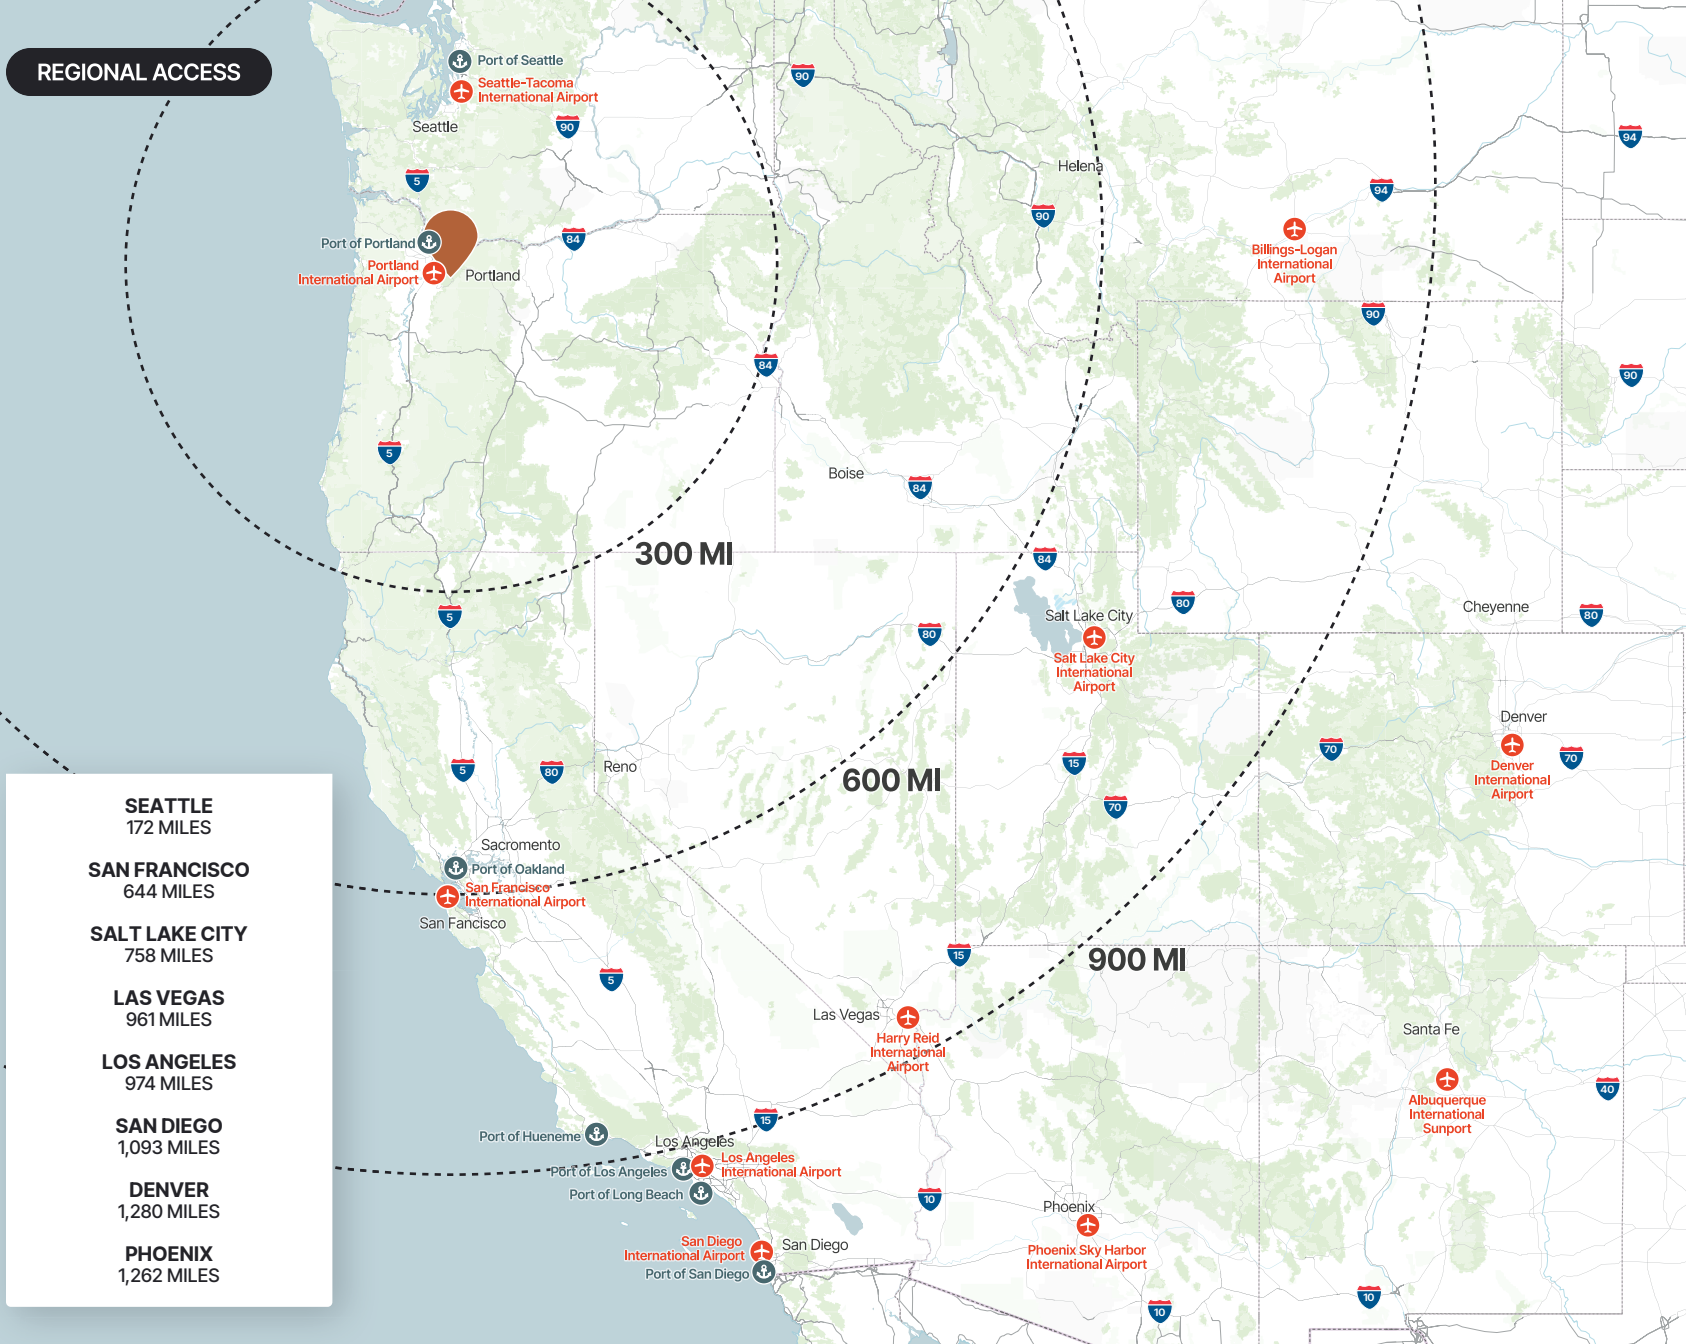 REGIONAL ACCESS
Port of Seattle
Seattle-Tacoma
International Airport
Seattle
90
90
5
Helena
94
94
90
Port of Portland
Portland
International Airport
Portland
84
Billings-Logan
International
Airport
90
84
90
5
Boise
84
300 MI
84
5
80
Cheyenne
80
Salt Lake City
Salt Lake City
International
Airport
80
Denver
Denver
International
Airport
70
70
15
70
5
80
Reno
600 MI
Sacromento
Port of Oakland
San Francisco
International Airport
San Fancisco
5
15
900 MI
Las Vegas
Harry Reid
International
Airport
Santa Fe
Albuquerque
International
Sunport
40
15
Port of Hueneme
Los Angeles
Los Angeles
International Airport
Port of Los Angeles
Port of Long Beach
10
Phoenix
Phoenix Sky Harbor
International Airport
San Diego
International Airport
San Diego
Port of San Diego
10
10
SEATTLE
172 MILES
SAN FRANCISCO
644 MILES
SALT LAKE CITY
758 MILES
LAS VEGAS
961 MILES
LOS ANGELES
974 MILES
SAN DIEGO
1,093 MILES
DENVER
1,280 MILES
PHOENIX
1,262 MILES